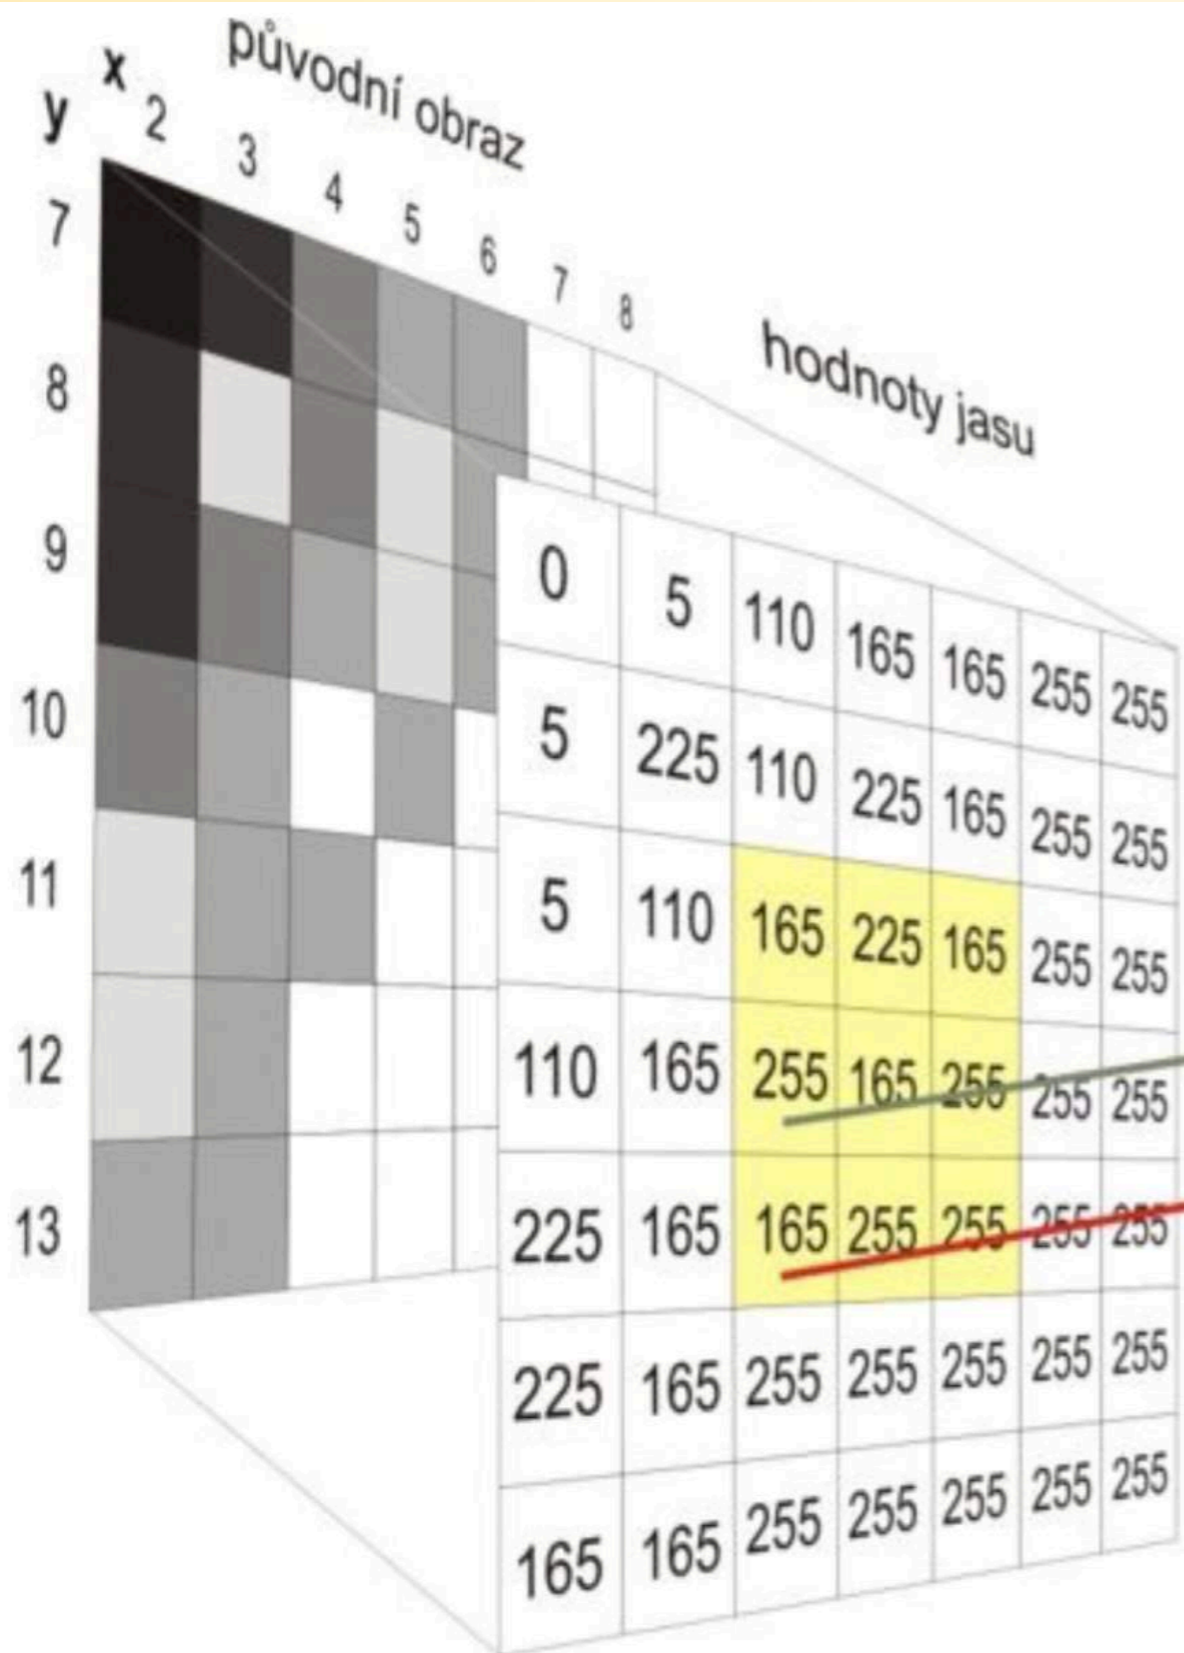 původní obraz
x 2 3 4 5 6 7 8
y
7
8
9
10
11
12
13
hodnoty jasu
0 5 110 165 165 255 255
5 225 110 225 165 255 255
5 110 165 225 165 255 255
110 165 255 165 255 255 255
225 165 165 255 255 255 255
225 165 255 255 255 255 255
165 165 255 255 255 255 255